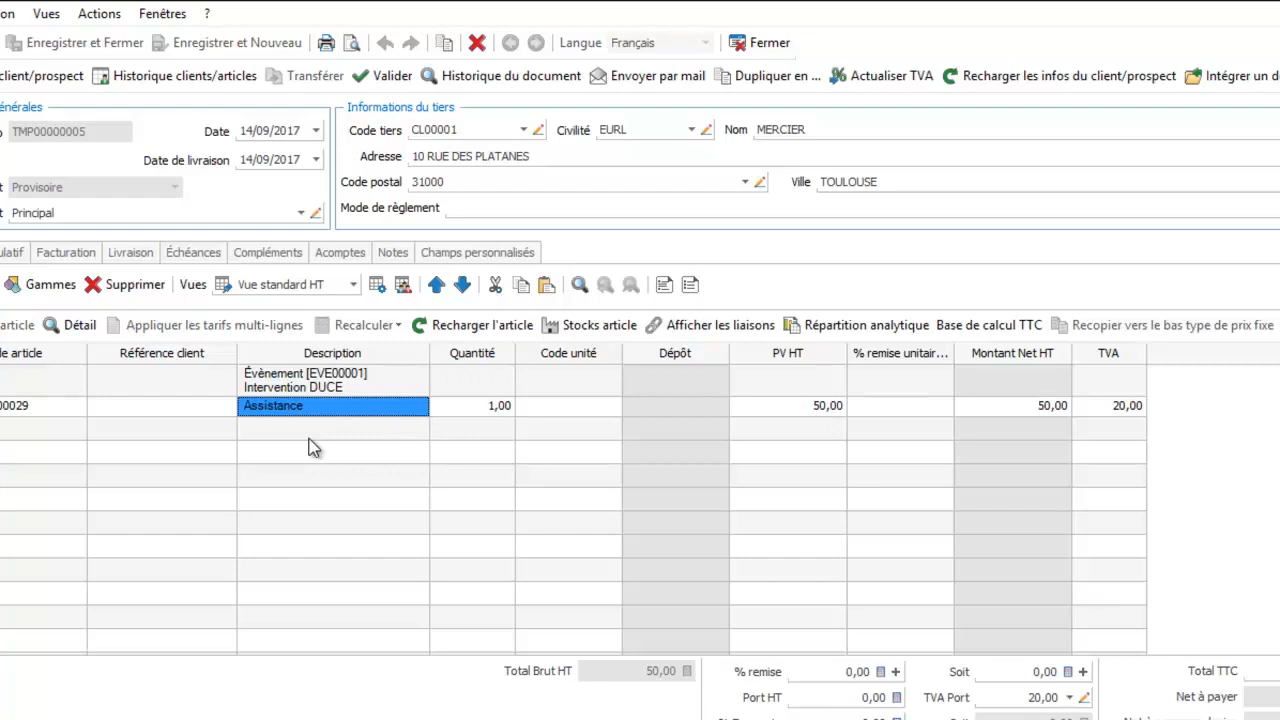 on Vues Actions Fenêtres ?
Enregistrer et Fermer Enregistrer et Nouveau Langue Français Fermer
client/prospect Historique clients/articles Transférer Valider Historique du document Envoyer par mail Dupliquer en ... Actualiser TVA Recharger les infos du client/prospect Intégrer un d
énérales Informations du tiers
o TMP00000005 Date 14/09/2017 Code tiers CL00001 Civilité EURL Nom MERCIER
Date de livraison 14/09/2017 Adresse 10 RUE DES PLATANES
t Provisoire Code postal 31000 Ville TOULOUSE
t Principal Mode de règlement
ulatif Facturation Livraison Échéances Compléments Acomptes Notes Champs personnalisés
Gammes Supprimer Vues Vue standard HT
article Détail Appliquer les tarifs multi-lignes Recalculer Recharger l'article Stocks article Afficher les liaisons Répartition analytique Base de calcul TTC Recopier vers le bas type de prix fixe
le article Référence client Description Quantité Code unité Dépôt PV HT % remise unitair... Montant Net HT TVA
Évènement [EVE00001]
Intervention DUCE
00029 Assistance 1,00 50,00 50,00 20,00
Total Brut HT 50,00 % remise 0,00 Soit 0,00 Total TTC
Port HT 0,00 TVA Port 20,00 Net à payer